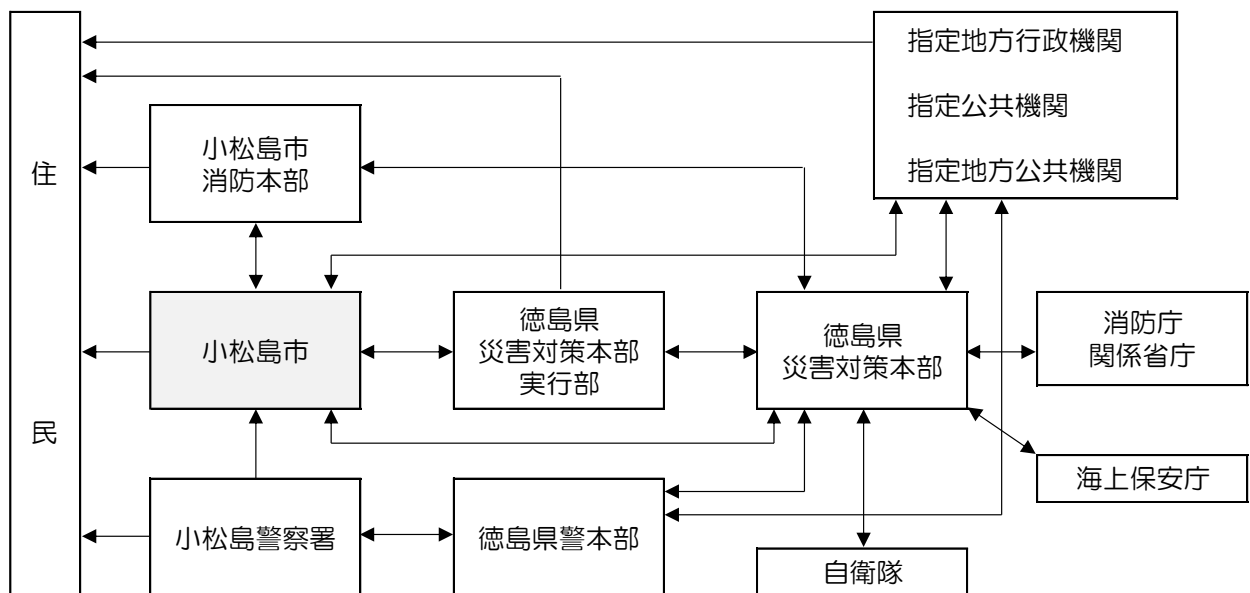 住
民
指定地方行政機関
指定公共機関
指定地方公共機関
小松島市
消防本部
小松島市
徳島県
災害対策本部
実行部
徳島県
災害対策本部
消防庁
関係省庁
海上保安庁
小松島警察署
徳島県警本部
自衛隊